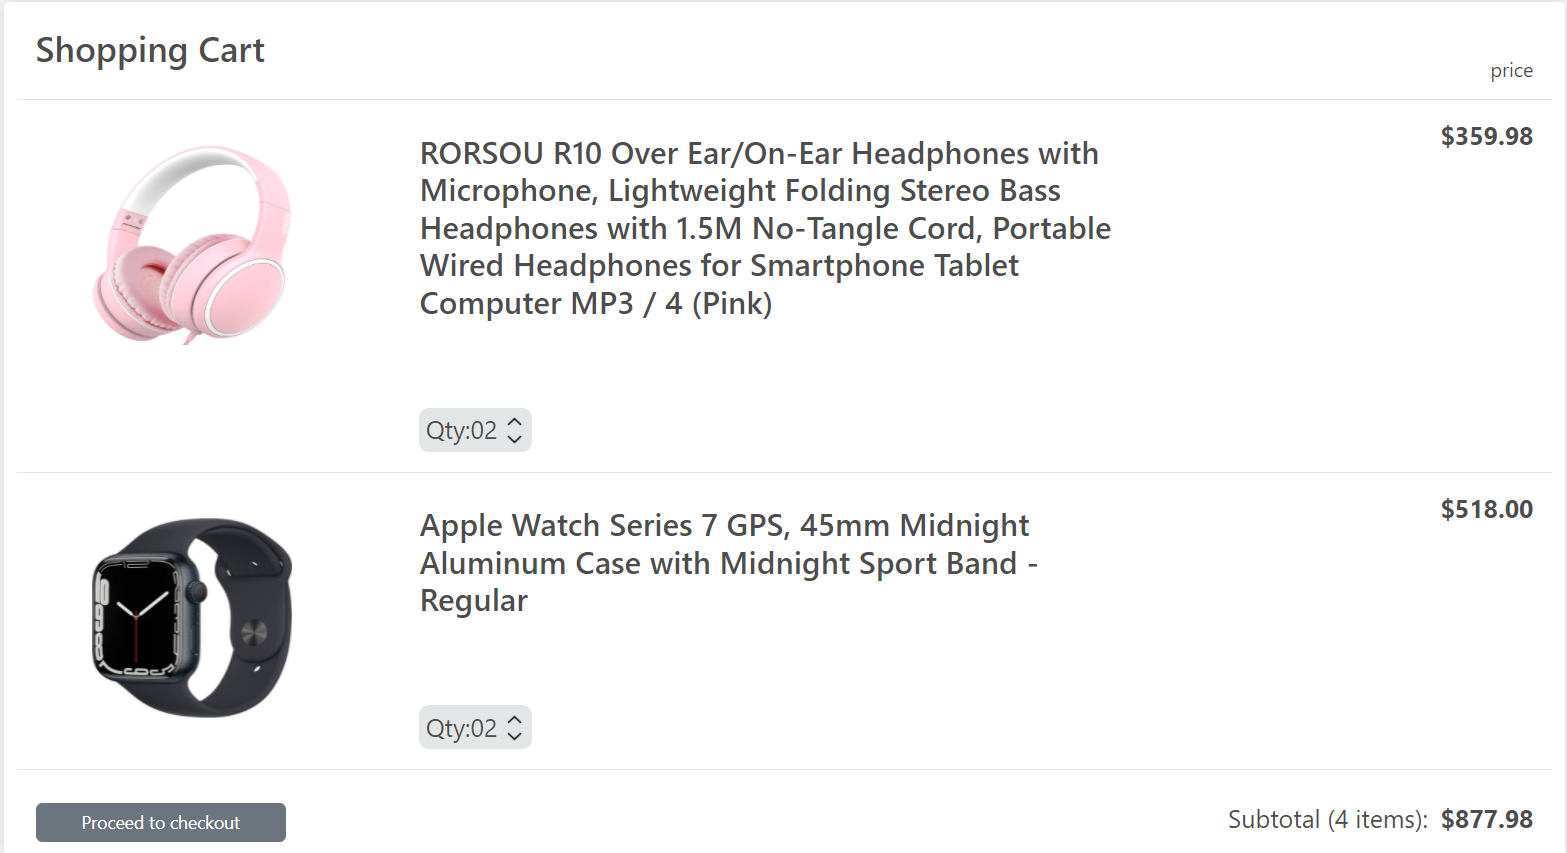 Shopping Cart
price
RORSOU R10 Over Ear/On-Ear Headphones with
Microphone, Lightweight Folding Stereo Bass
Headphones with 1.5M No-Tangle Cord, Portable
Wired Headphones for Smartphone Tablet
Computer MP3 / 4 (Pink)
$359.98
Qty:02
Apple Watch Series 7 GPS, 45mm Midnight
Aluminum Case with Midnight Sport Band -
Regular
$518.00
Qty:02
Proceed to checkout
Subtotal (4 items): $877.98